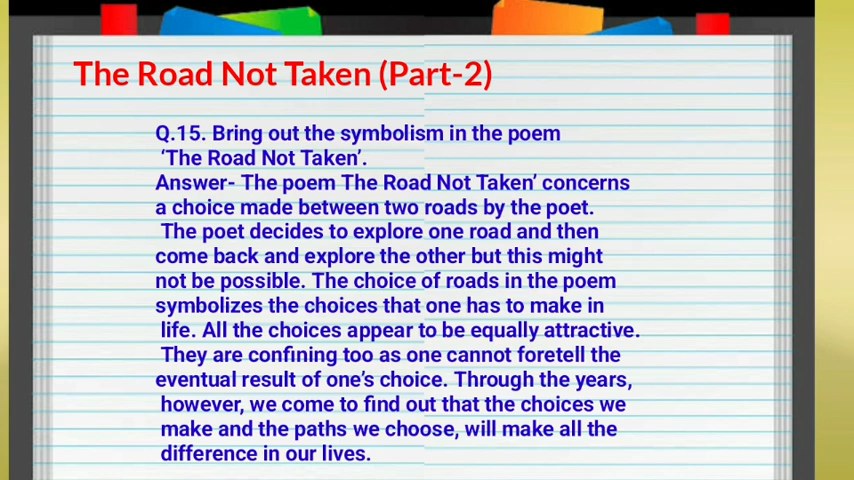 The Road Not Taken (Part-2)
Q.15. Bring out the symbolism in the poem
‘The Road Not Taken’.
Answer- The poem The Road Not Taken’ concerns
a choice made between two roads by the poet.
The poet decides to explore one road and then
come back and explore the other but this might
not be possible. The choice of roads in the poem
symbolizes the choices that one has to make in
life. All the choices appear to be equally attractive.
They are confining too as one cannot foretell the
eventual result of one’s choice. Through the years,
however, we come to find out that the choices we
make and the paths we choose, will make all the
difference in our lives.